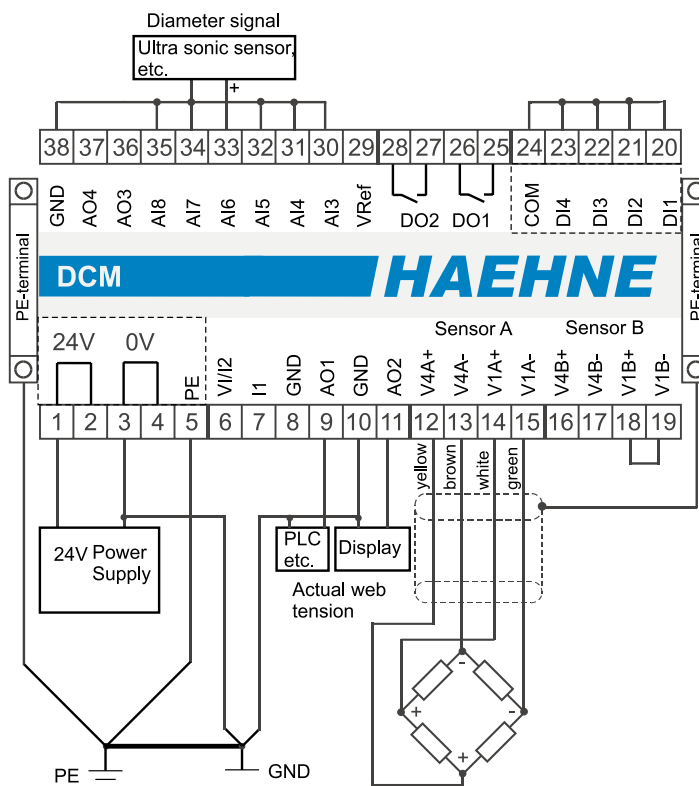 Diameter signal
Ultra sonic sensor,
etc.
+
38 37 36 35 34 33 32 31 30 29 28 27 26 25 24 23 22 21 20
GND AO4 AO3 AI8 AI7 AI6 AI5 AI4 AI3 VRef DO2 DO1 COM DI4 DI3 DI2 DI1
PE-terminal
PE-terminal
DCM
HAEHNE
24V 0V
Sensor A Sensor B
PE VI/I2 I1 GND AO1 GND AO2 V4A+ V4A- V1A+ V1A- V4B+ V4B- V1B+ V1B-
1 2 3 4 5 6 7 8 9 10 11 12 13 14 15 16 17 18 19
yellow brown white green
24V Power
Supply
PLC
etc.
Display
Actual web
tension
-
+ -
+
PE
GND